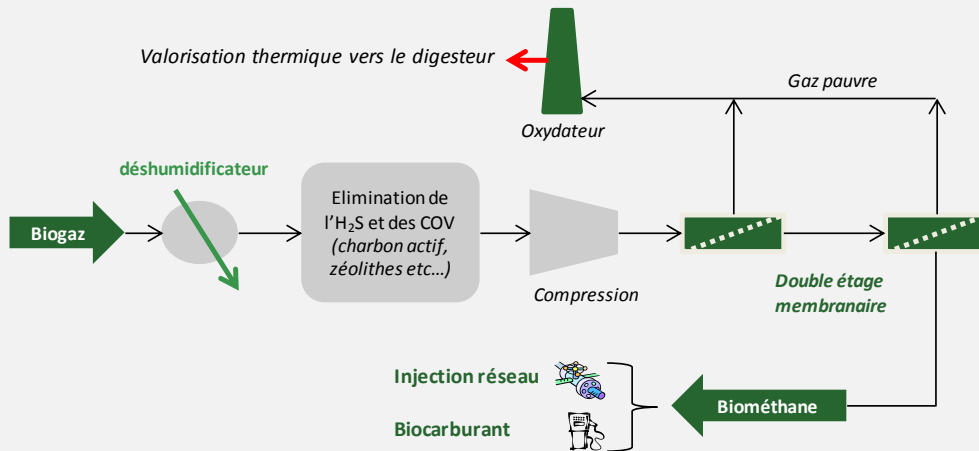 Valorisation thermique vers le digesteur
Gaz pauvre
Oxydateur
déshumidificateur
Biogaz
Elimination de
l'H₂S et des COV
(charbon actif,
zéolithes etc...)
Compression
Double étage
membranaire
Injection réseau
Biocarburant
Biométhane